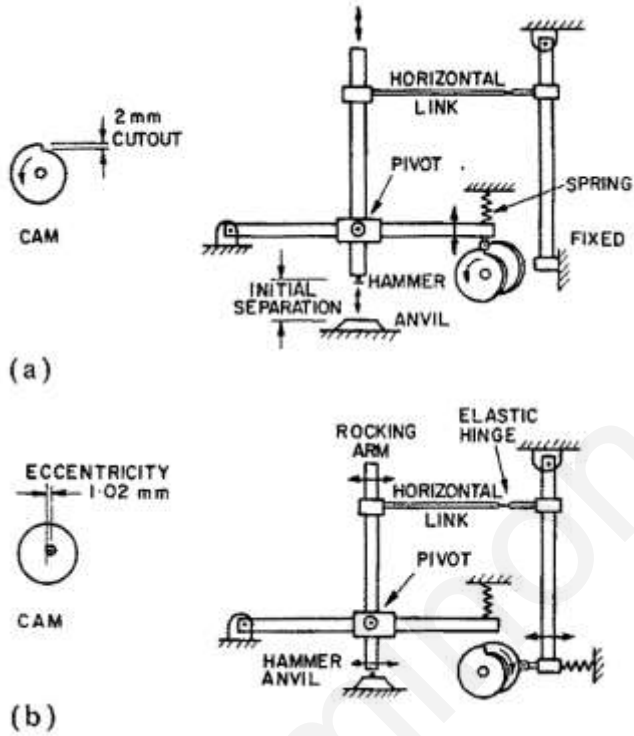 2 mm
CUTOUT
CAM
HORIZONTAL
LINK
PIVOT
SPRING
FIXED
HAMMER
INITIAL
SEPARATION
ANVIL
(a)
ECCENTRICITY
1·02 mm
CAM
ROCKING
ARM
ELASTIC
HINGE
HORIZONTAL
LINK
PIVOT
HAMMER
ANVIL
(b)